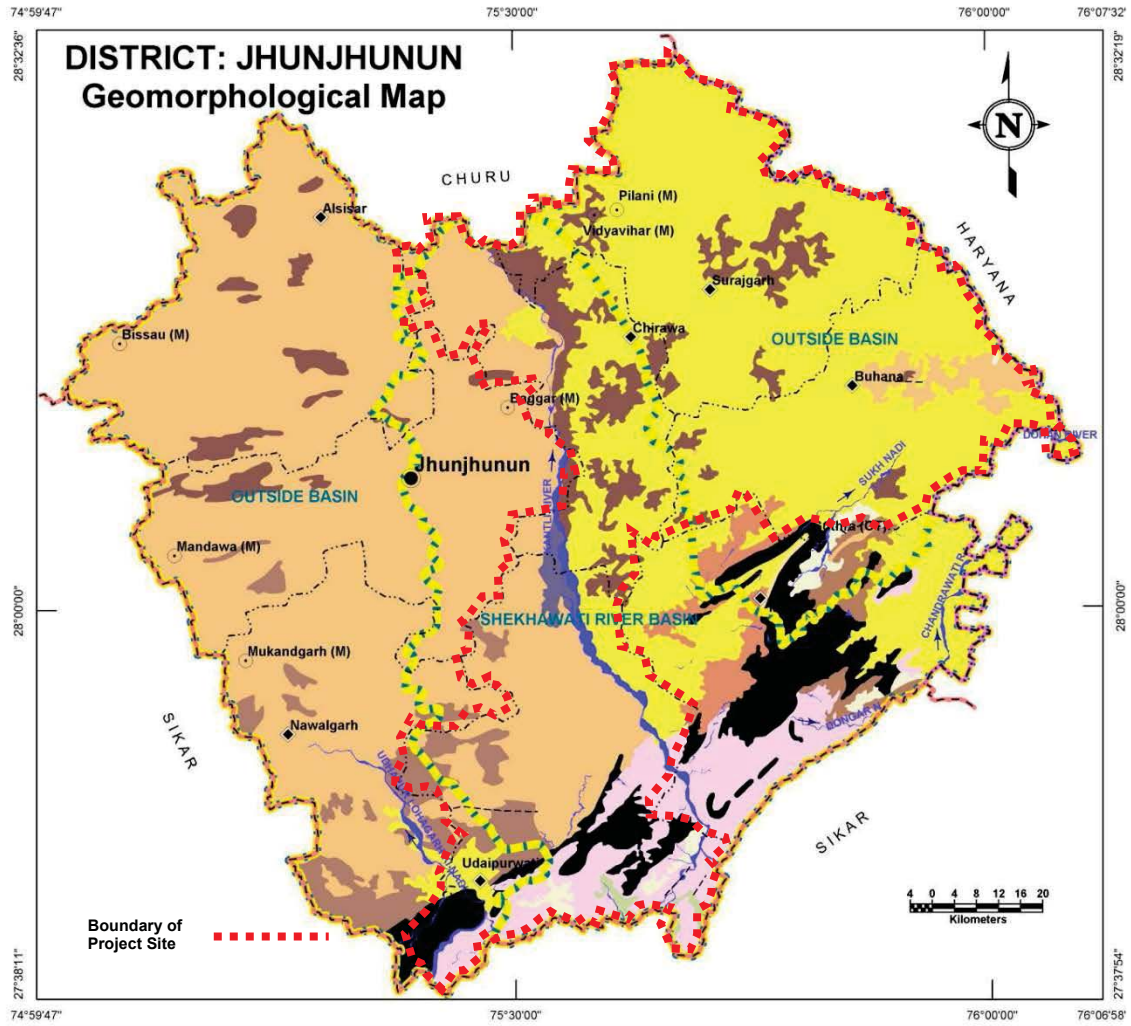 74°59'47"
75°30'00"
76°00'00"
76°07'32"
28°32'36"
28°32'19"
DISTRICT: JHUNJHUNUN
Geomorphological Map
N
CHURU
HARYANA
Pilani (M)
Alsisar
Vidyavihar (M)
Surajgarh
Bissau (M)
Chirawa
OUTSIDE BASIN
Buhana
Baggar (M)
DOHAN RIVER
Jhunjhunun
SUKH NADI
OUTSIDE BASIN
KANTLI RIVER
Mandawa (M)
CHANDRAWATI R.
28°00'00"
28°00'00"
SHEKHAWATI RIVER BASIN
Mukandgarh (M)
SIKAR
Nawalgarh
DONGAR N
SIKAR
Udaipurwati
4 0 4 8 12 16 20
Kilometers
Boundary of
Project Site
27°38'11"
27°37'54"
74°59'47"
75°30'00"
76°00'00"
76°06'58"